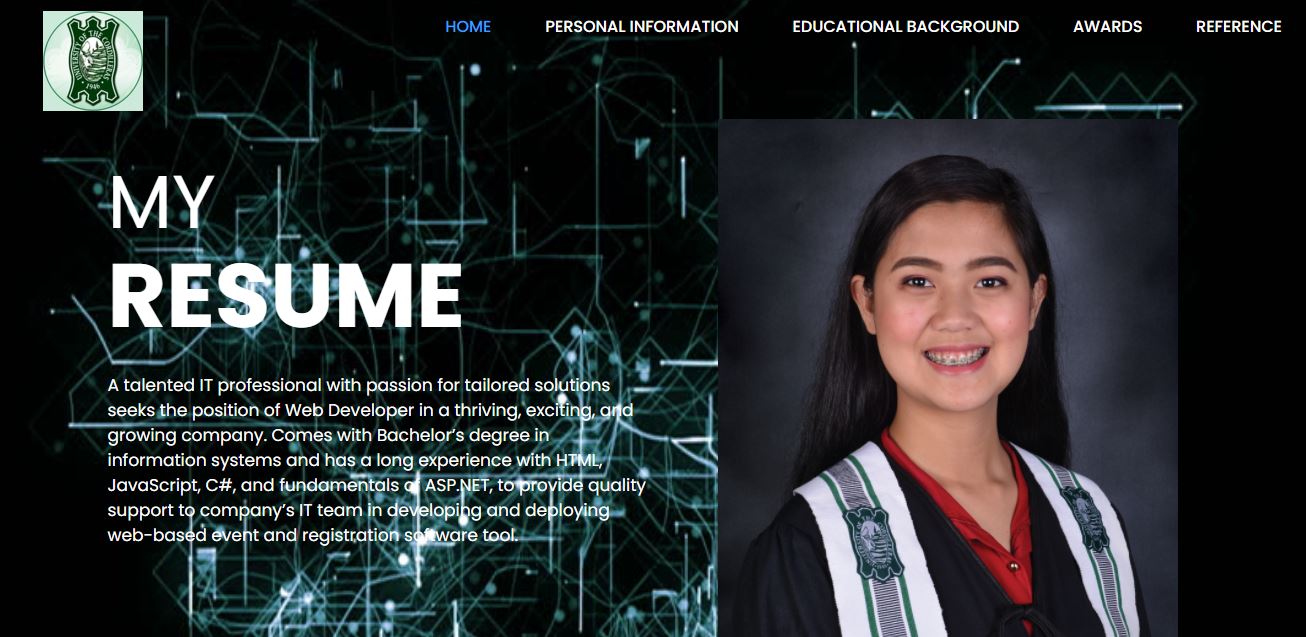 UNIVERSITY OF THE CORDILLERAS
1946
HOME
PERSONAL INFORMATION
EDUCATIONAL BACKGROUND
AWARDS
REFERENCE
MY
RESUME
A talented IT professional with passion for tailored solutions
seeks the position of Web Developer in a thriving, exciting, and
growing company. Comes with Bachelor’s degree in
information systems and has a long experience with HTML,
JavaScript, C#, and fundamentals of ASP.NET, to provide quality
support to company’s IT team in developing and deploying
web-based event and registration software tool.